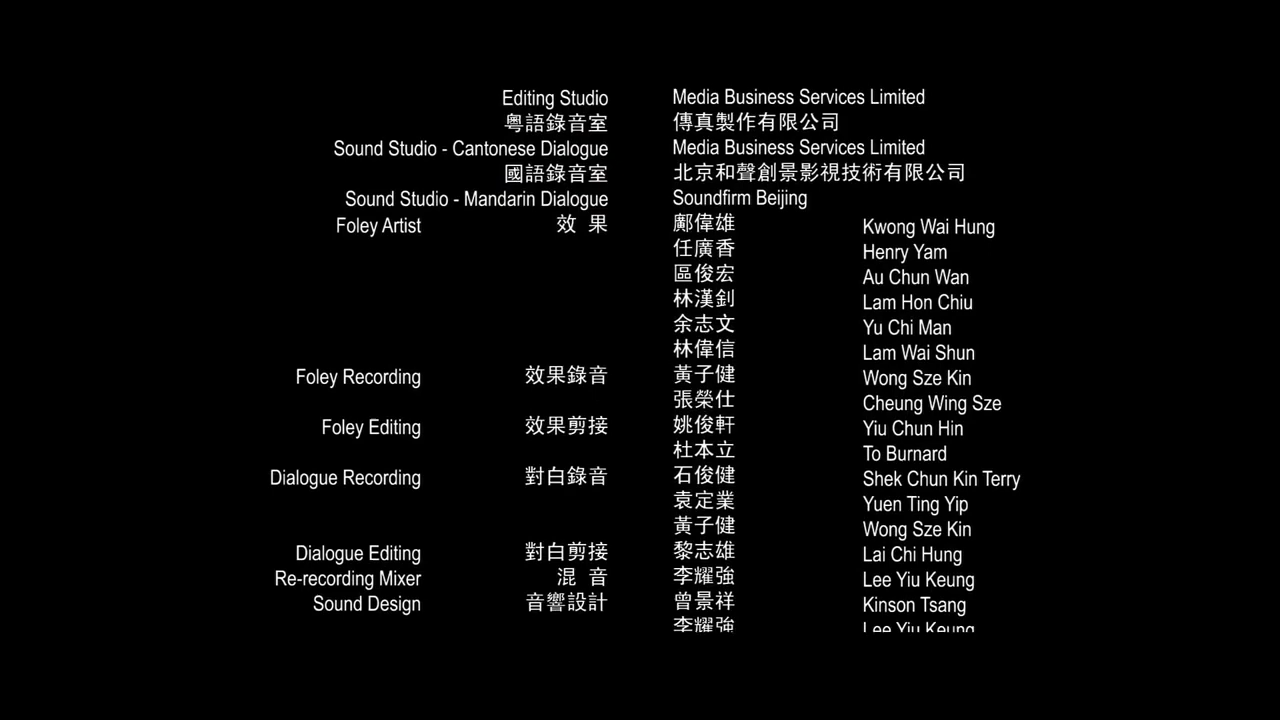 Editing Studio Media Business Services Limited
粵語錄音室 傳真製作有限公司
Sound Studio - Cantonese Dialogue Media Business Services Limited
國語錄音室 北京和聲創景影視技術有限公司
Sound Studio - Mandarin Dialogue Soundfirm Beijing
Foley Artist 效 果 鄺偉雄 Kwong Wai Hung
任廣香 Henry Yam
區俊宏 Au Chun Wan
林漢釗 Lam Hon Chiu
余志文 Yu Chi Man
林偉信 Lam Wai Shun
Foley Recording 效果錄音 黃子健 Wong Sze Kin
張榮仕 Cheung Wing Sze
Foley Editing 效果剪接 姚俊軒 Yiu Chun Hin
杜本立 To Burnard
Dialogue Recording 對白錄音 石俊健 Shek Chun Kin Terry
袁定業 Yuen Ting Yip
黃子健 Wong Sze Kin
Dialogue Editing 對白剪接 黎志雄 Lai Chi Hung
Re-recording Mixer 混 音 李耀強 Lee Yiu Keung
Sound Design 音響設計 曾景祥 Kinson Tsang
李耀強 Lee Yiu Keung